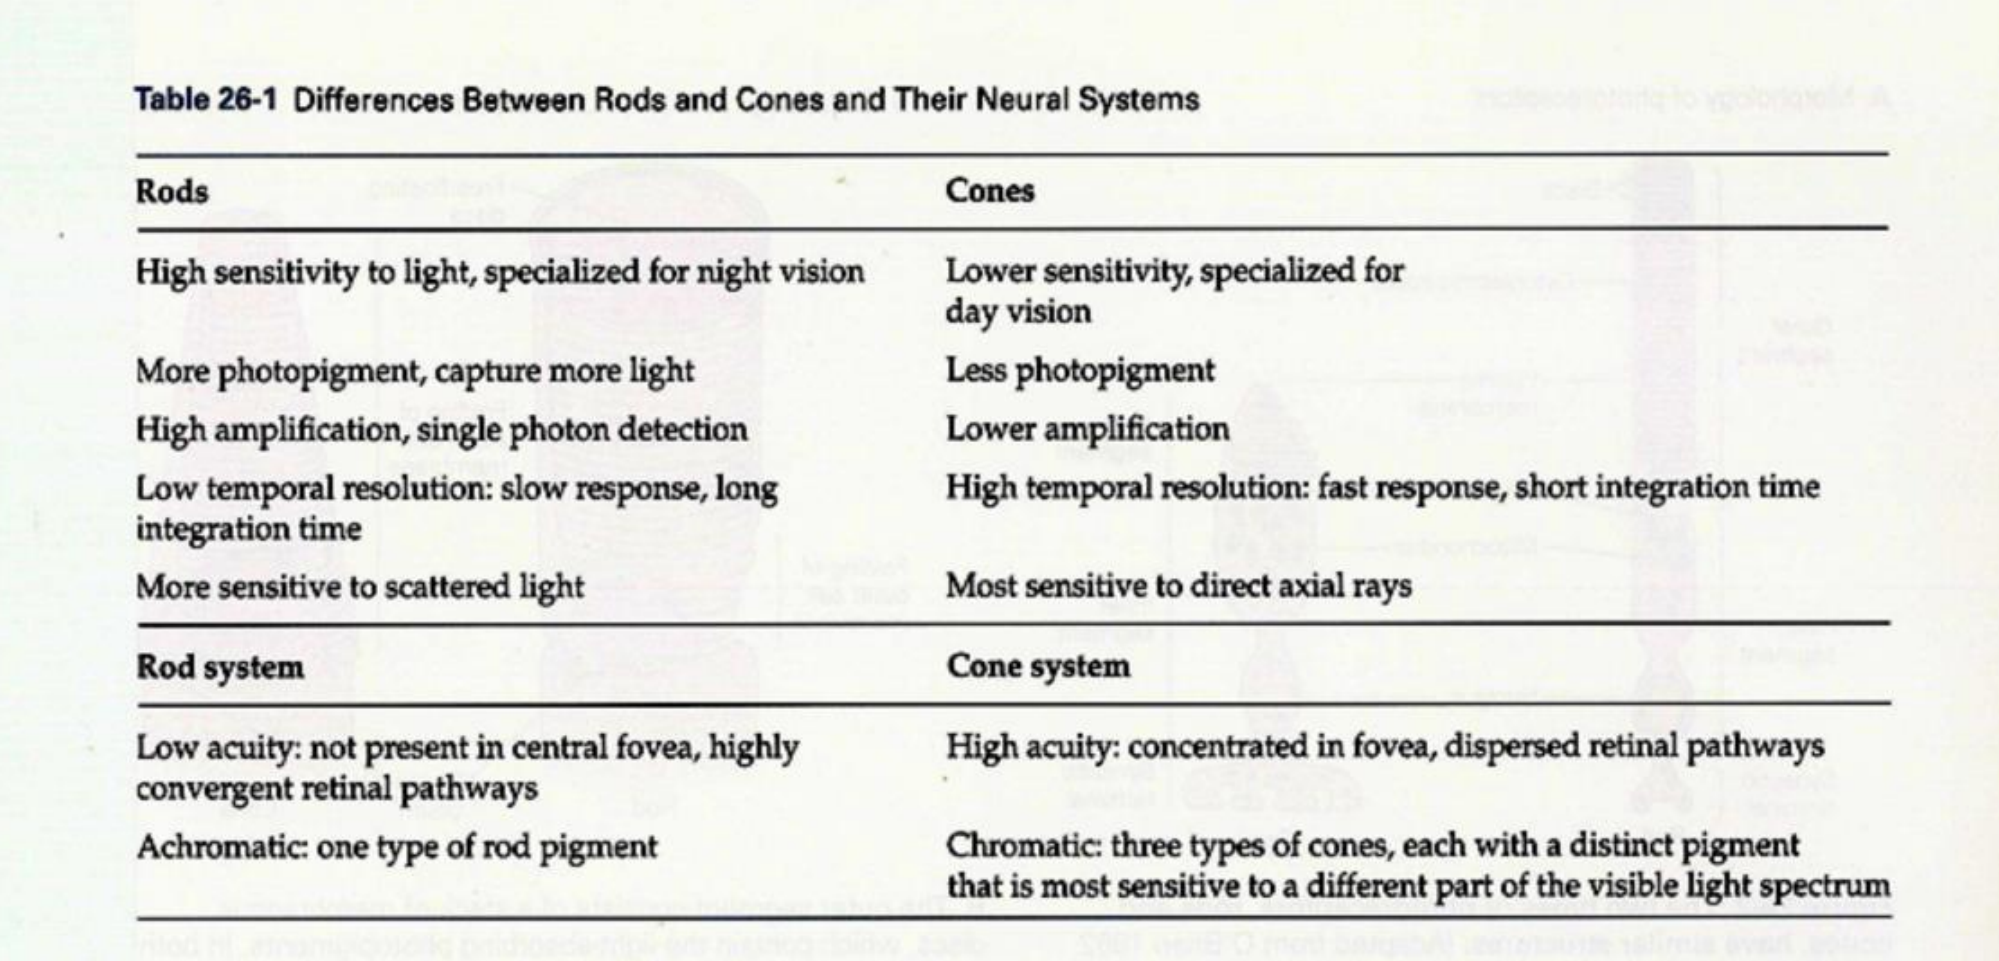 Table 26-1 Differences Between Rods and Cones and Their Neural Systems
Rods
Cones
High sensitivity to light, specialized for night vision
Lower sensitivity, specialized for
day vision
More photopigment, capture more light
Less photopigment
High amplification, single photon detection
Lower amplification
Low temporal resolution: slow response, long
integration time
High temporal resolution: fast response, short integration time
More sensitive to scattered light
Most sensitive to direct axial rays
Rod system
Cone system
Low acuity: not present in central fovea, highly
convergent retinal pathways
High acuity: concentrated in fovea, dispersed retinal pathways
Achromatic: one type of rod pigment
Chromatic: three types of cones, each with a distinct pigment
that is most sensitive to a different part of the visible light spectrum